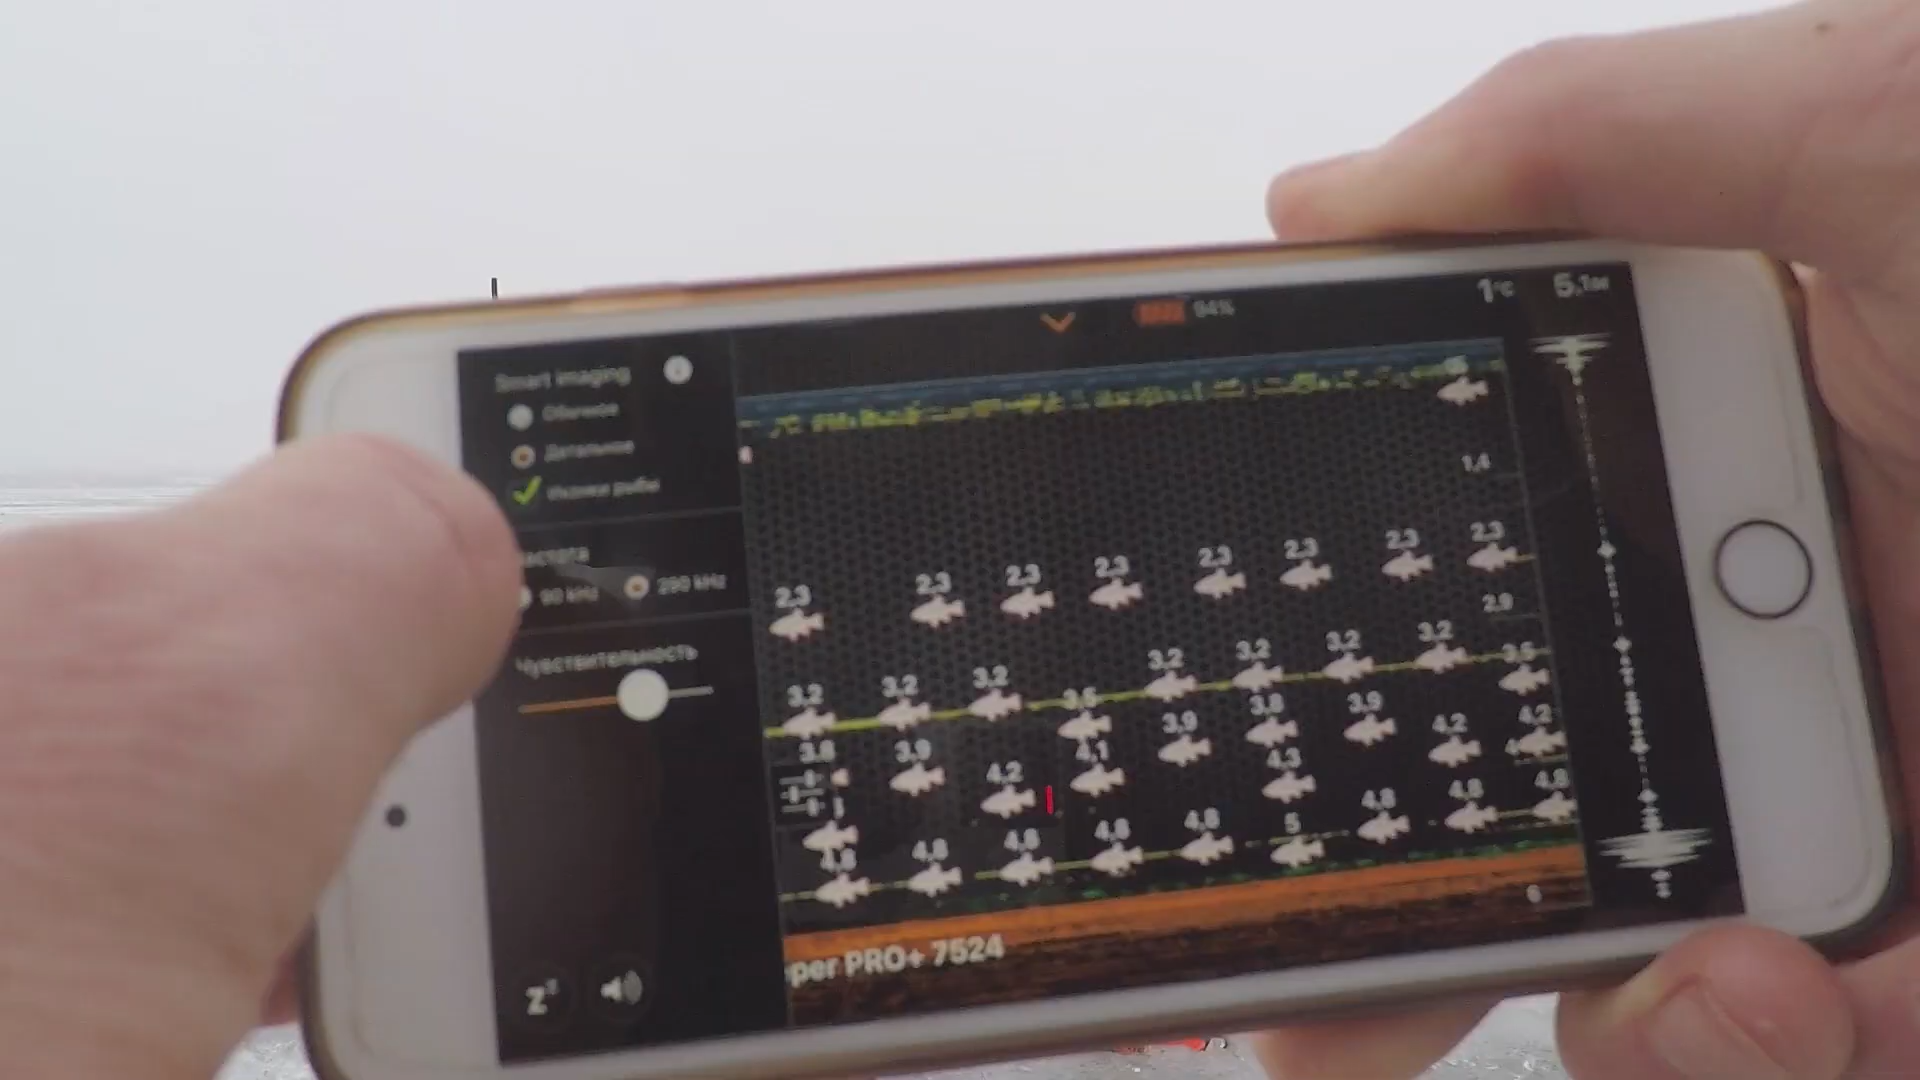 94%
1°C 5,1м
Smart Imaging
Обычное
Детальное
Иконки рыбы
астота
90 kHz 290 kHz
Чувствительность
1,4
2,3 2,3 2,3 2,3 2,3 2,3 2,3 2,3
2,9
3,2 3,2 3,2 3,2 3,2 3,2 3,2
3,5
3,9 3,9 3,8 3,9
4,2 4,1 4,3 4,2 4,2
4,8 4,8 4,8 4,8 4,8 5 4,8 4,8 4,8
6
per PRO+ 7524
Z